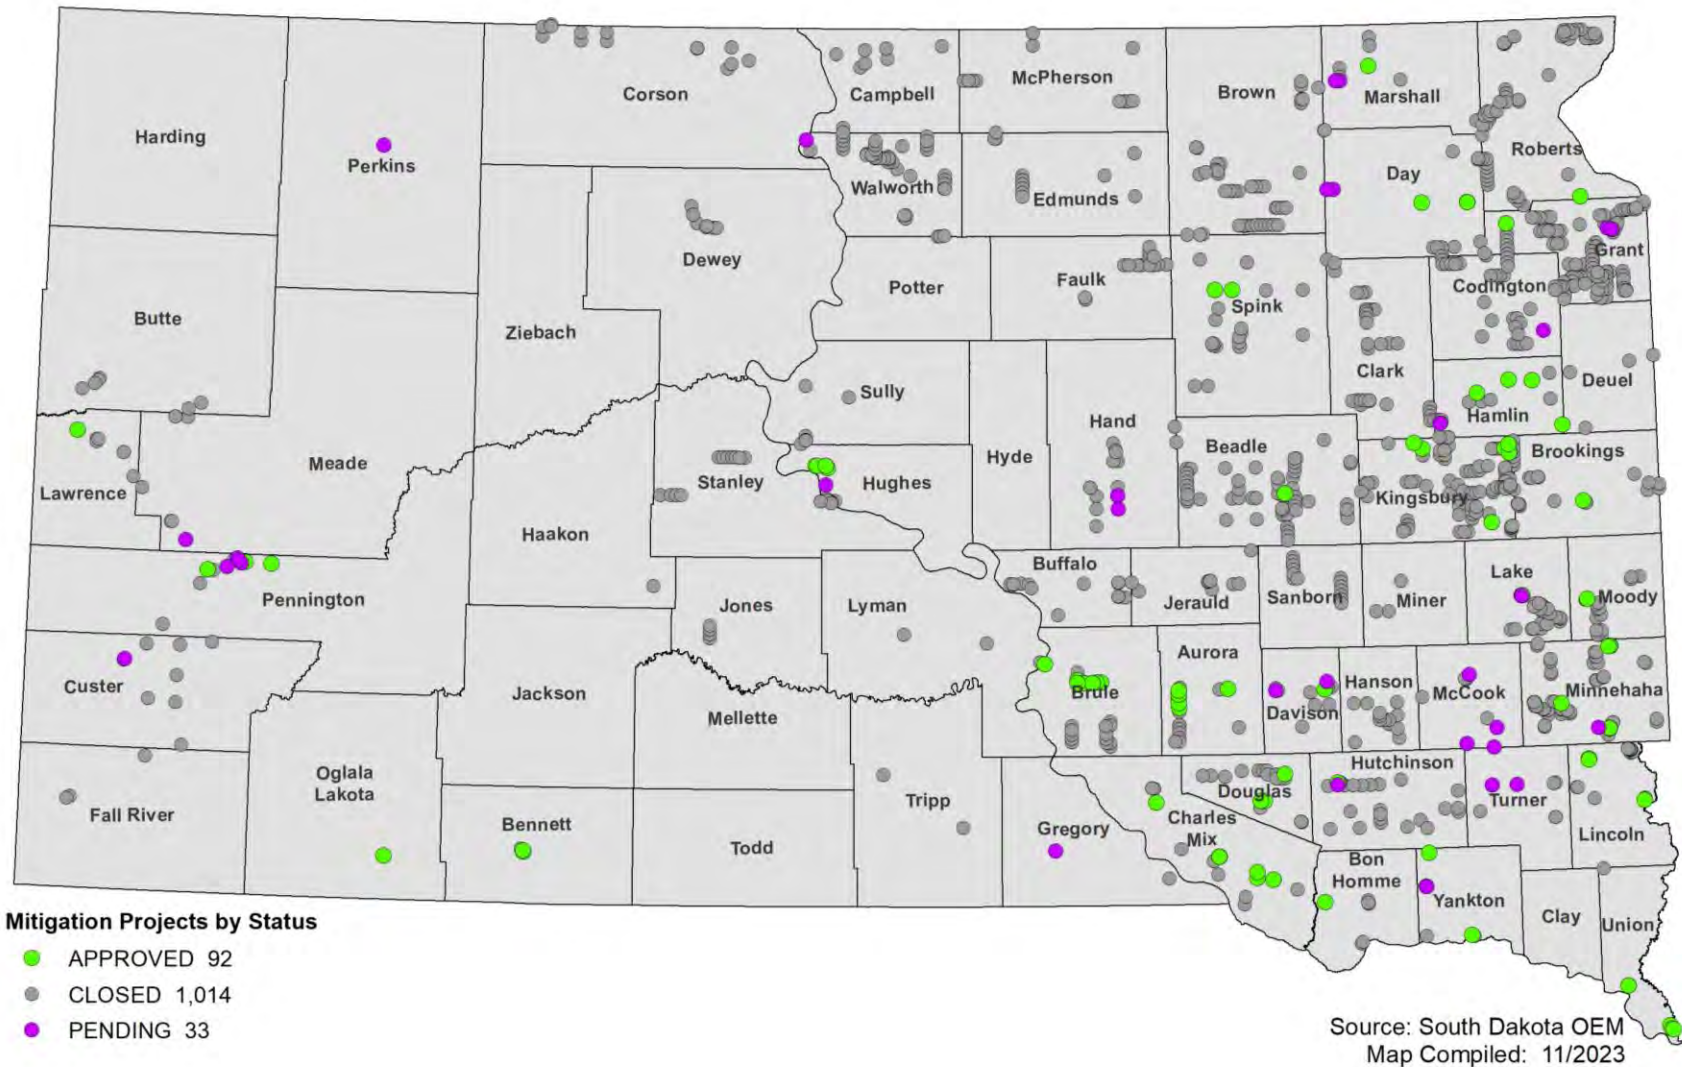 Harding
Perkins
Corson
Campbell
McPherson
Brown
Marshall
Roberts
Butte
Dewey
Walworth
Edmunds
Day
Grant
Ziebach
Potter
Faulk
Spink
Codington
Clark
Deuel
Meade
Sully
Hand
Hamlin
Lawrence
Stanley
Hughes
Hyde
Beadle
Kingsbury
Brookings
Haakon
Pennington
Jones
Lyman
Buffalo
Jerauld
Sanborn
Miner
Lake
Moody
Custer
Jackson
Mellette
Brule
Aurora
Davison
Hanson
McCook
Minnehaha
Fall River
Oglala
Lakota
Bennett
Todd
Tripp
Gregory
Charles
Mix
Douglas
Hutchinson
Turner
Lincoln
Bon
Homme
Yankton
Clay
Union
Mitigation Projects by Status
APPROVED 92
CLOSED 1,014
PENDING 33
Source: South Dakota OEM
Map Compiled: 11/2023